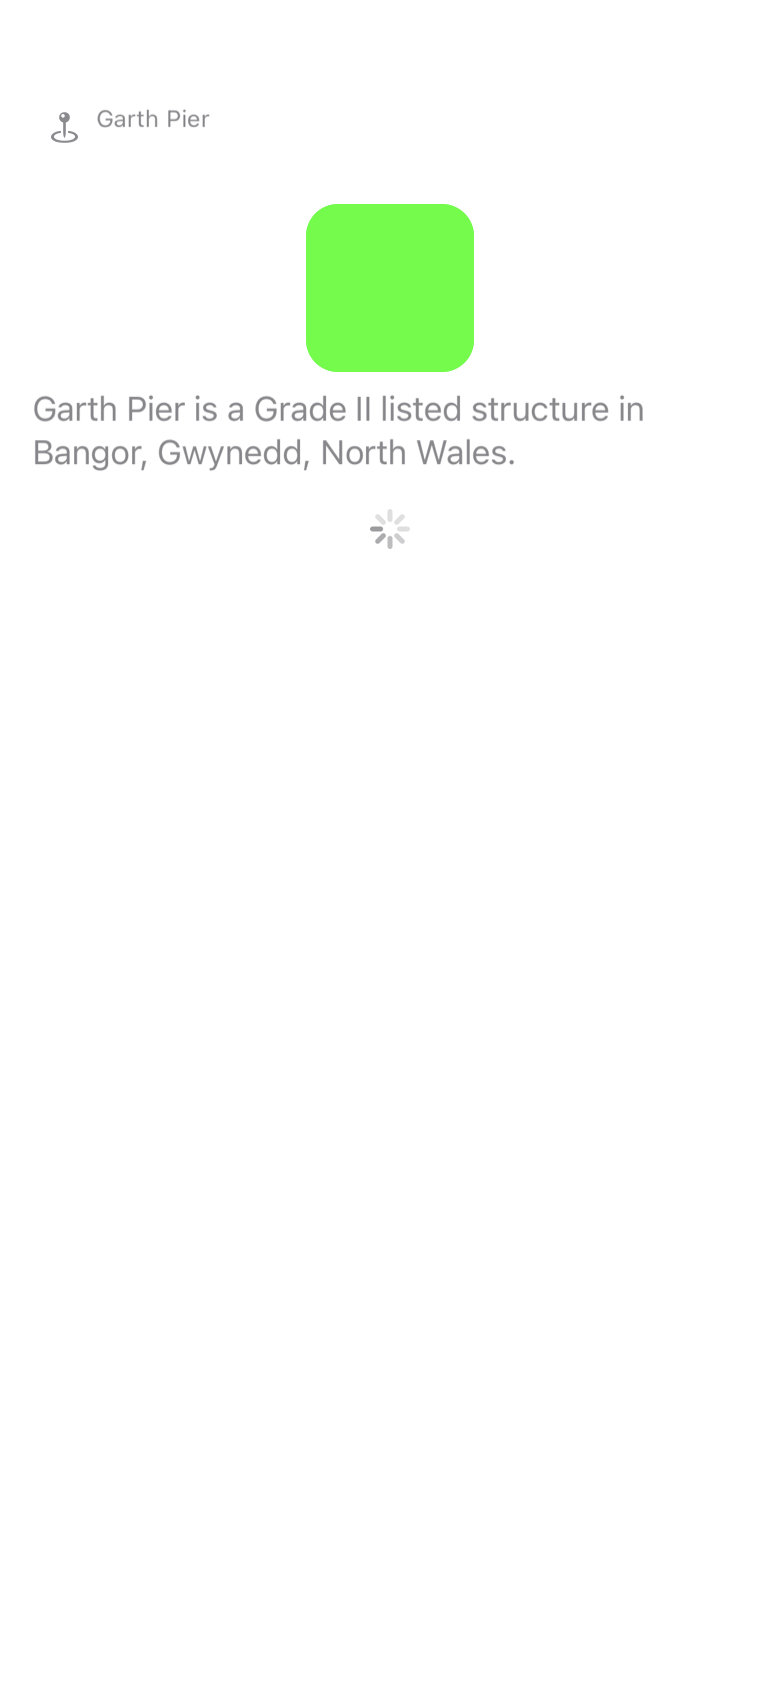 Garth Pier
Garth Pier is a Grade II listed structure in
Bangor, Gwynedd, North Wales.